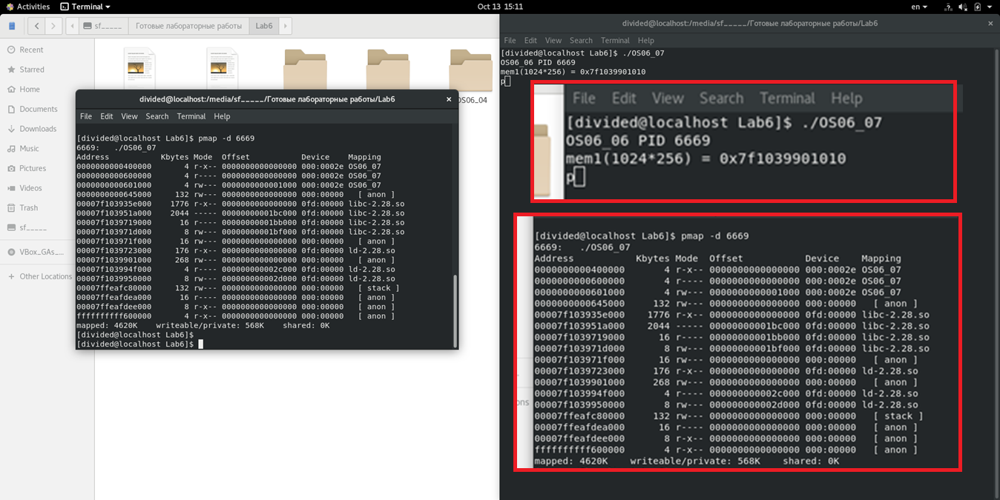 Activities Terminal Oct 13 15:11 en
sf_____ Готовые лабораторные работы Lab6
Recent
Starred
Home
Documents
Downloads
Music
Pictures
Videos
Trash
sf_____
VBox_GAs_...
Other Locations
OS06_04
divided@localhost:/media/sf_____/Готовые лабораторные работы/Lab6
File Edit View Search Terminal Help
[divided@localhost Lab6]$ pmap -d 6669
6669:   ./OS06_07
Address           Kbytes Mode  Offset           Device    Mapping
0000000000400000       4 r-x-- 0000000000000000 000:0002e OS06_07
0000000000600000       4 r---- 0000000000000000 000:0002e OS06_07
0000000000601000       4 rw--- 0000000000001000 000:0002e OS06_07
0000000000645000     132 rw--- 0000000000000000 000:00000   [ anon ]
00007f103935e000    1776 r-x-- 0000000000000000 0fd:00000 libc-2.28.so
00007f103951a000    2044 ----- 00000000001bc000 0fd:00000 libc-2.28.so
00007f1039719000      16 r---- 00000000001bb000 0fd:00000 libc-2.28.so
00007f103971d000       8 rw--- 00000000001bf000 0fd:00000 libc-2.28.so
00007f103971f000      16 rw--- 0000000000000000 000:00000   [ anon ]
00007f1039723000     176 r-x-- 0000000000000000 0fd:00000 ld-2.28.so
00007f1039901000     268 rw--- 0000000000000000 000:00000   [ anon ]
00007f103994f000       4 r---- 000000000002c000 0fd:00000 ld-2.28.so
00007f1039950000       8 rw--- 000000000002d000 0fd:00000 ld-2.28.so
00007ffeafc80000     132 rw--- 0000000000000000 000:00000   [ stack ]
00007ffeafdea000      16 r---- 0000000000000000 000:00000   [ anon ]
00007ffeafdee000       8 r-x-- 0000000000000000 000:00000   [ anon ]
ffffffffff600000       4 r-x-- 0000000000000000 000:00000   [ anon ]
mapped: 4620K    writeable/private: 568K    shared: 0K
[divided@localhost Lab6]$
[divided@localhost Lab6]$
divided@localhost:/media/sf_____/Готовые лабораторные работы/Lab6
File Edit View Search Terminal Help
[divided@localhost Lab6]$ ./OS06_07
OS06_06 PID 6669
mem1(1024*256) = 0x7f1039901010
p
File Edit View Search Terminal Help
[divided@localhost Lab6]$ ./OS06_07
OS06_06 PID 6669
mem1(1024*256) = 0x7f1039901010
p
[divided@localhost Lab6]$ pmap -d 6669
6669:   ./OS06_07
Address           Kbytes Mode  Offset           Device    Mapping
0000000000400000       4 r-x-- 0000000000000000 000:0002e OS06_07
0000000000600000       4 r---- 0000000000000000 000:0002e OS06_07
0000000000601000       4 rw--- 0000000000001000 000:0002e OS06_07
0000000000645000     132 rw--- 0000000000000000 000:00000   [ anon ]
00007f103935e000    1776 r-x-- 0000000000000000 0fd:00000 libc-2.28.so
00007f103951a000    2044 ----- 00000000001bc000 0fd:00000 libc-2.28.so
00007f1039719000      16 r---- 00000000001bb000 0fd:00000 libc-2.28.so
00007f103971d000       8 rw--- 00000000001bf000 0fd:00000 libc-2.28.so
00007f103971f000      16 rw--- 0000000000000000 000:00000   [ anon ]
00007f1039723000     176 r-x-- 0000000000000000 0fd:00000 ld-2.28.so
00007f1039901000     268 rw--- 0000000000000000 000:00000   [ anon ]
00007f103994f000       4 r---- 000000000002c000 0fd:00000 ld-2.28.so
00007f1039950000       8 rw--- 000000000002d000 0fd:00000 ld-2.28.so
00007ffeafc80000     132 rw--- 0000000000000000 000:00000   [ stack ]
00007ffeafdea000      16 r---- 0000000000000000 000:00000   [ anon ]
00007ffeafdee000       8 r-x-- 0000000000000000 000:00000   [ anon ]
ffffffffff600000       4 r-x-- 0000000000000000 000:00000   [ anon ]
mapped: 4620K    writeable/private: 568K    shared: 0K
ons